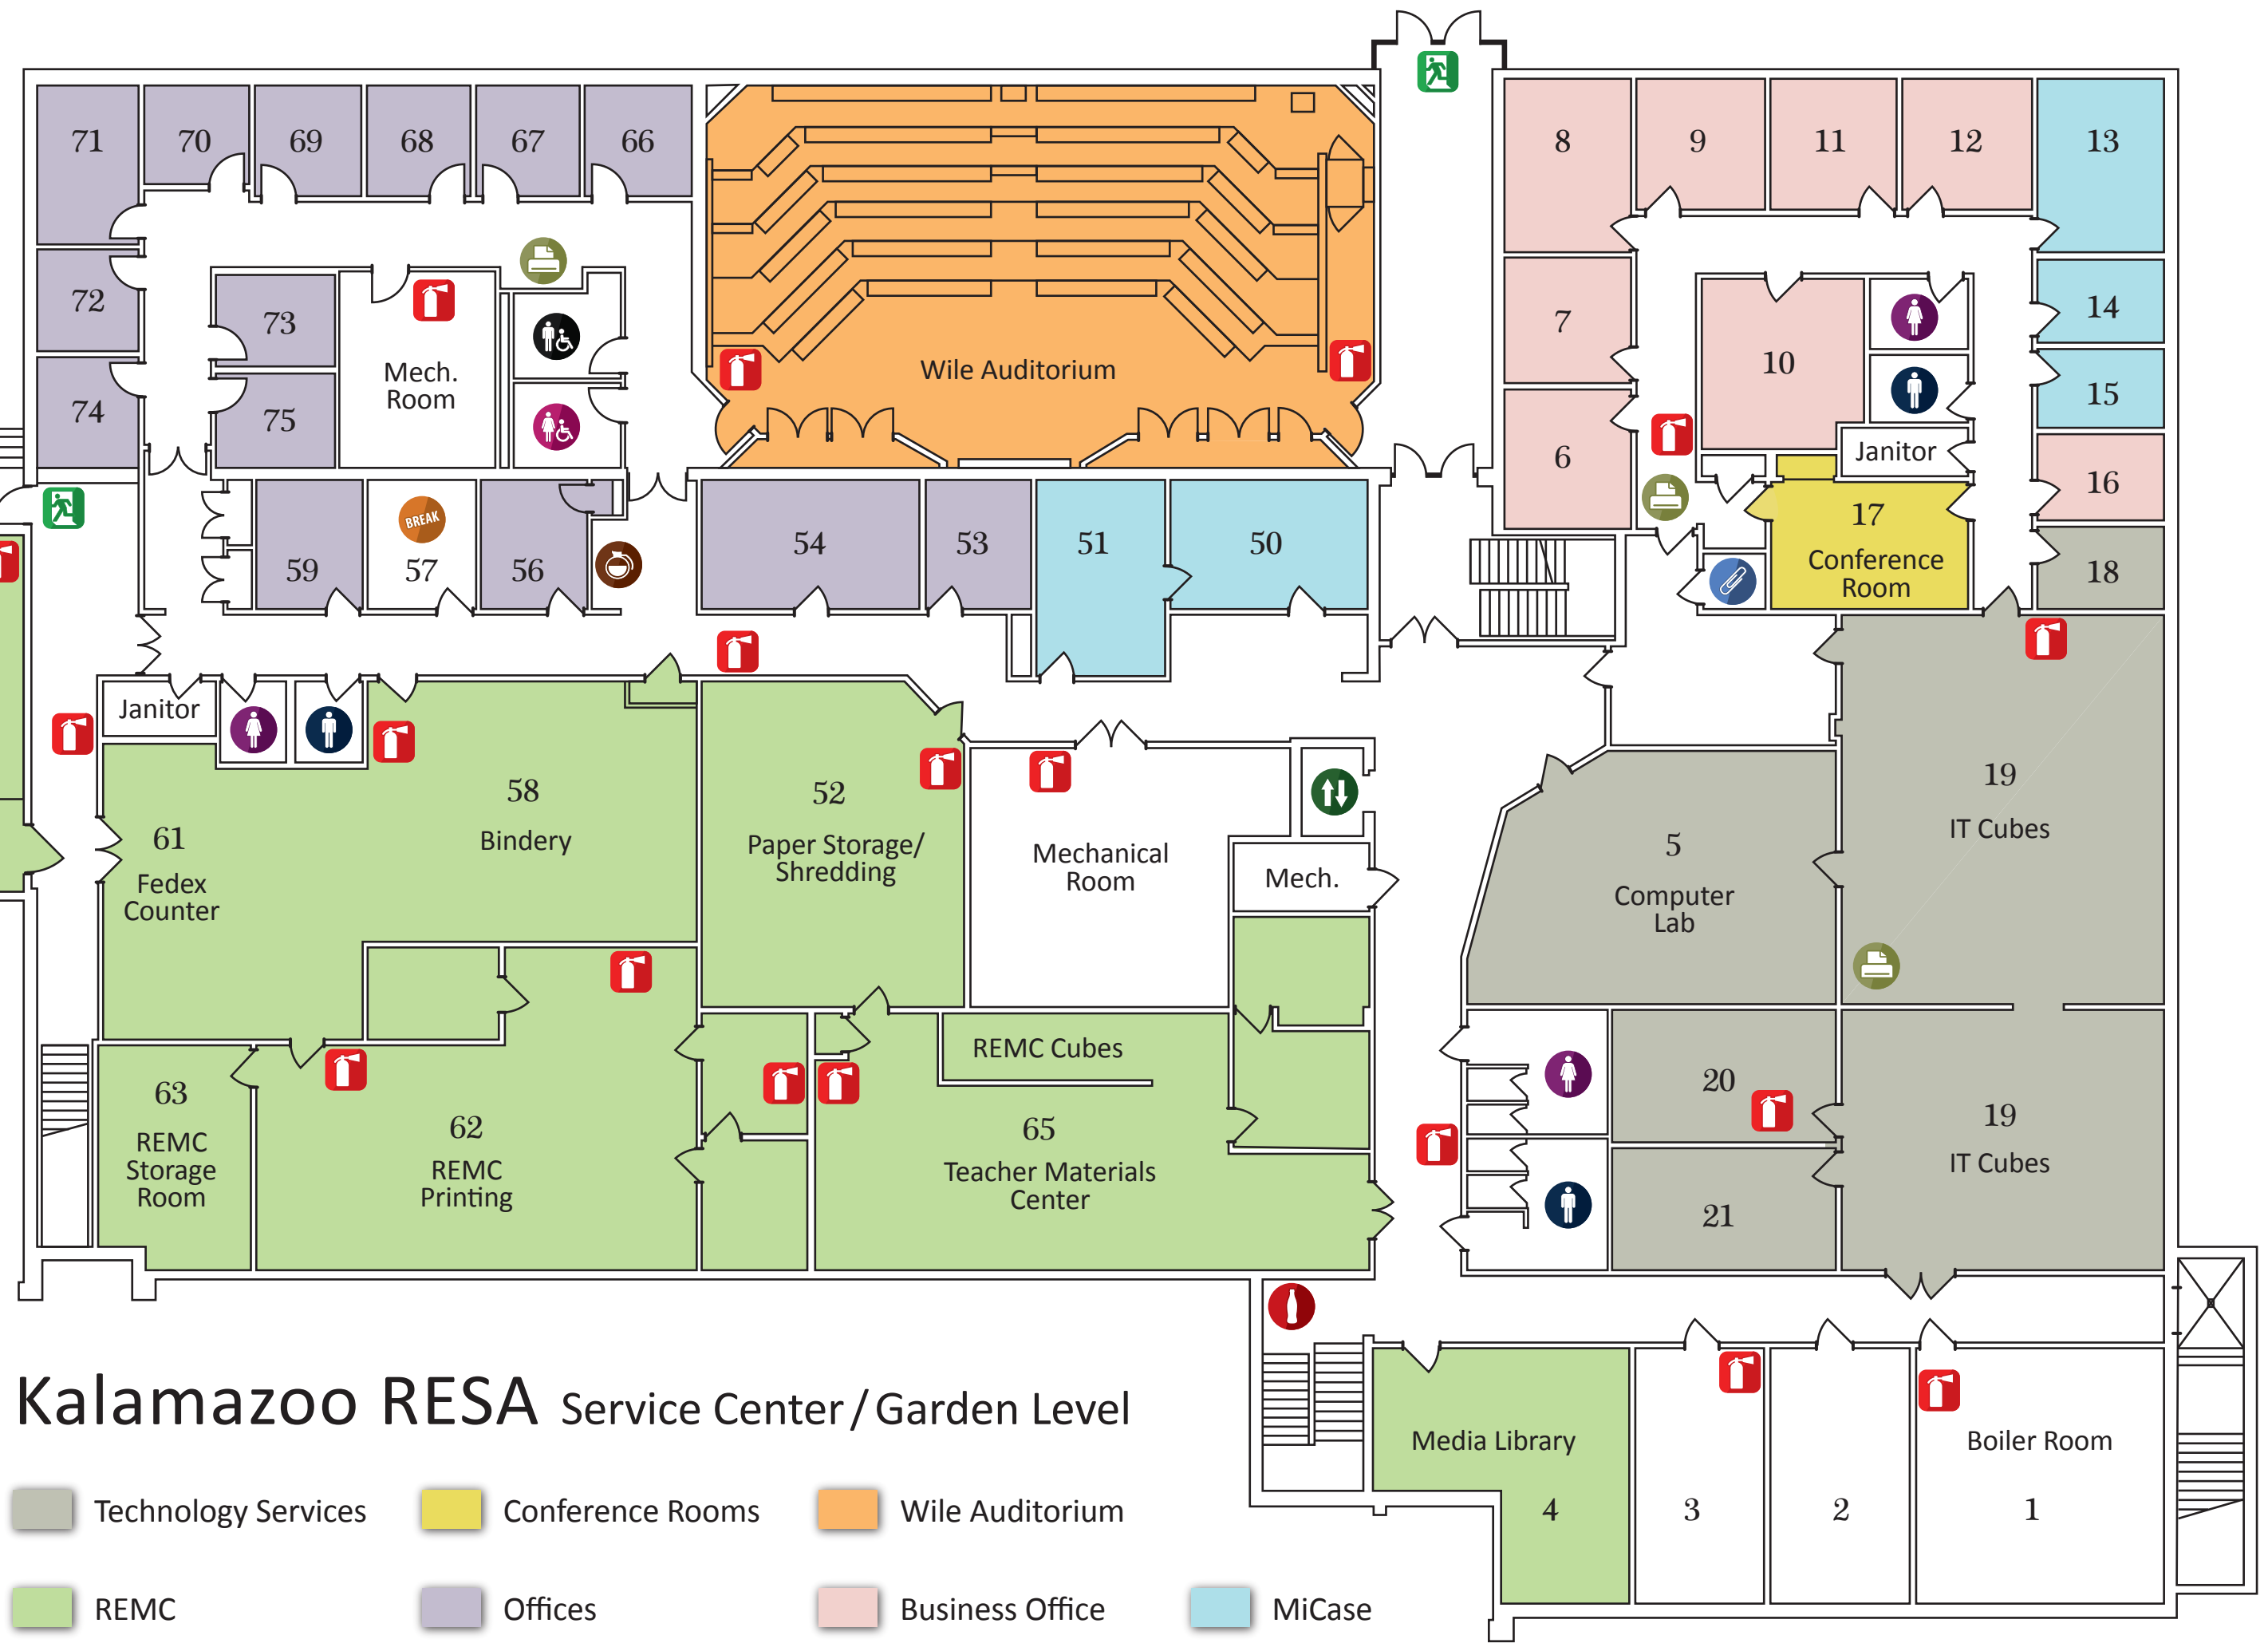 71
70
69
68
67
66
8
9
11
12
13
72
73
Mech.
Room
Wile Auditorium
7
10
14
15
74
75
6
Janitor
16
59
BREAK
57
56
54
53
51
50
17
Conference
Room
18
Janitor
58
Bindery
52
Paper Storage/
Shredding
19
IT Cubes
61
Fedex
Counter
Mechanical
Room
Mech.
5
Computer
Lab
REMC Cubes
63
REMC
Storage
Room
62
REMC
Printing
65
Teacher Materials
Center
20
19
IT Cubes
21
Kalamazoo RESA Service Center / Garden Level
Media Library
Boiler Room
4
3
2
1
Technology Services
Conference Rooms
Wile Auditorium
REMC
Offices
Business Office
MiCase